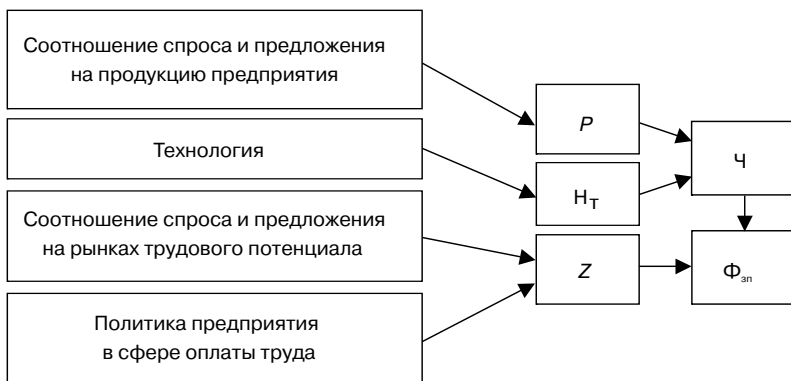 Соотношение спроса и предложения
на продукцию предприятия
Технология
Соотношение спроса и предложения
на рынках трудового потенциала
Политика предприятия
в сфере оплаты труда
P
Нт
Z
Ч
Фзп